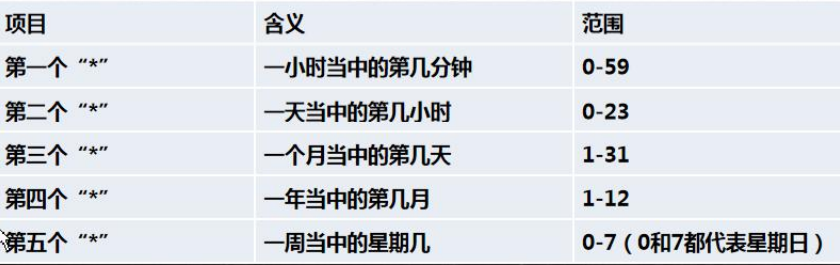 项目 含义 范围
第一个 “*” 一小时当中的第几分钟 0-59
第二个 “*” 一天当中的第几小时 0-23
第三个 “*” 一个月当中的第几天 1-31
第四个 “*” 一年当中的第几月 1-12
第五个 “*” 一周当中的星期几 0-7（0和7都代表星期日）